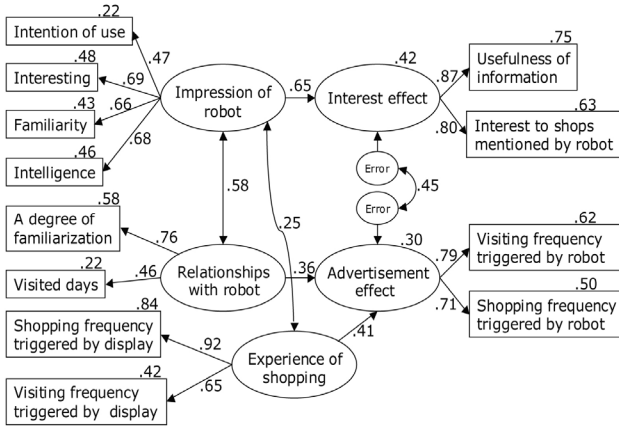 .22
Intention of use
.47
.48
Interesting
.69
.43
Familiarity
.66
.46
Intelligence
.68
Impression of
robot
.65
.42
Interest effect
.87
.75
Usefulness of
information
.80
.63
Interest to shops
mentioned by robot
Error
.45
Error
.58
.25
.58
A degree of
familiarization
.76
.22
Visited days
.46
Relationships
with robot
.36
.30
Advertisement
effect
.79
.62
Visiting frequency
triggered by robot
.71
.50
Shopping frequency
triggered by robot
.84
Shopping frequency
triggered by display
.92
.42
Visiting frequency
triggered by display
.65
Experience of
shopping
.41